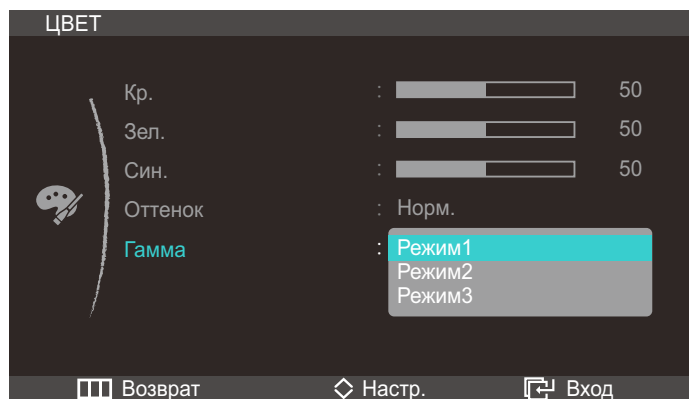 ЦВЕТ
Кр. : 50
Зел. : 50
Син. : 50
Оттенок : Норм.
Гамма : Режим1
Режим2
Режим3
Возврат Настр. Вход